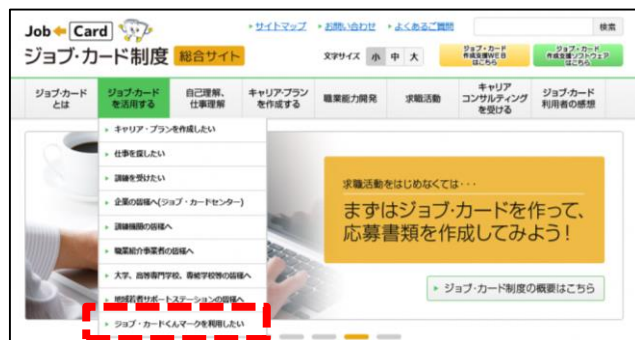 Job Card
サイトマップ
お問い合わせ
よくあるご質問
検索
ジョブ・カード制度 総合サイト
文字サイズ 小 中 大
ジョブ・カード
作成支援WEB
はこちら
ジョブ・カード
作成支援ソフトウェア
はこちら
ジョブ・カード
とは
ジョブ・カード
を活用する
自己理解、
仕事理解
キャリア・プラン
を作成する
職業能力開発
求職活動
キャリア
コンサルティング
を受ける
ジョブ・カード
利用者の感想
キャリア・プランを作成したい
仕事を探したい
訓練を受けたい
企業の皆様へ(ジョブ・カードセンター)
訓練機関の皆様へ
職業紹介事業者の皆様へ
大学、高等専門学校、専修学校等の皆様へ
地域若者サポートステーションの皆様へ
ジョブ・カードくんマークを利用したい
求職活動をはじめなくては・・・
まずはジョブ・カードを作って、
応募書類を作成してみよう！
ジョブ・カード制度の概要はこちら